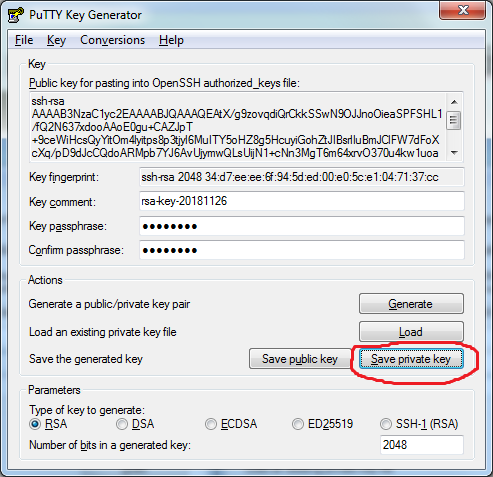 PuTTY Key Generator
File Key Conversions Help
Key
Public key for pasting into OpenSSH authorized_keys file:
ssh-rsa
AAAAB3NzaC1yc2EAAAABJQAAAQEAtX/g9zovqdiQrCkkSSwN9OJJnoOieaSPFSHL1
/fQ2N637xdooAAoE0gu+CAZJpT
+9ceWiHcsQyYitOm4lyitps8p3tjyI6MuITY5oHZ8g5HcuyiGohZtJIBsrIluBmJClFW7dFoX
cXq/pD9dJcCQdoARMpb7YJ6AvUjymwQLsUijN1+cNn3MgT6m64xrvO370u4kw1uoa
Key fingerprint: ssh-rsa 2048 34:d7:ee:ee:6f:94:5d:ed:00:e0:5c:e1:04:71:37:cc
Key comment: rsa-key-20181126
Key passphrase: ●●●●●●●●
Confirm passphrase: ●●●●●●●●
Actions
Generate a public/private key pair Generate
Load an existing private key file Load
Save the generated key Save public key Save private key
Parameters
Type of key to generate:
RSA DSA ECDSA ED25519 SSH-1 (RSA)
Number of bits in a generated key: 2048